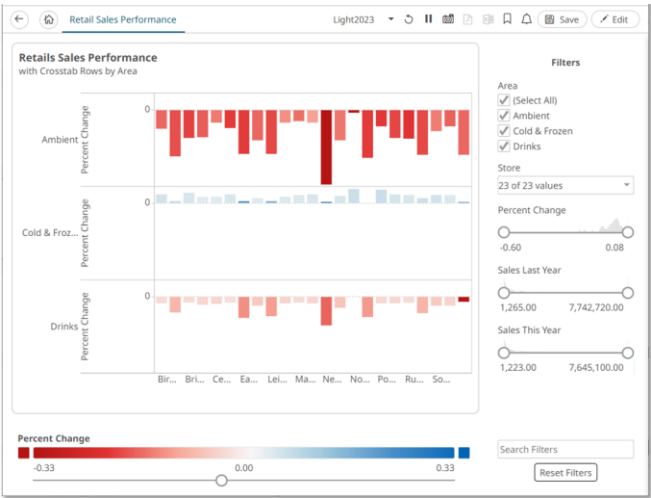 Retail Sales Performance
Light2023
Save
Edit
Retails Sales Performance
with Crosstab Rows by Area
Ambient
Percent Change
0
Cold & Froz...
Percent Change
0
Drinks
Percent Change
0
Bir... Bri... Ce... Ea... Lei... Ma... Ne... No... Po... Ru... So...
Filters
Area
(Select All)
Ambient
Cold & Frozen
Drinks
Store
23 of 23 values
Percent Change
-0.60 0.08
Sales Last Year
1,265.00 7,742,720.00
Sales This Year
1,223.00 7,645,100.00
Percent Change
-0.33 0.00 0.33
Search Filters
Reset Filters